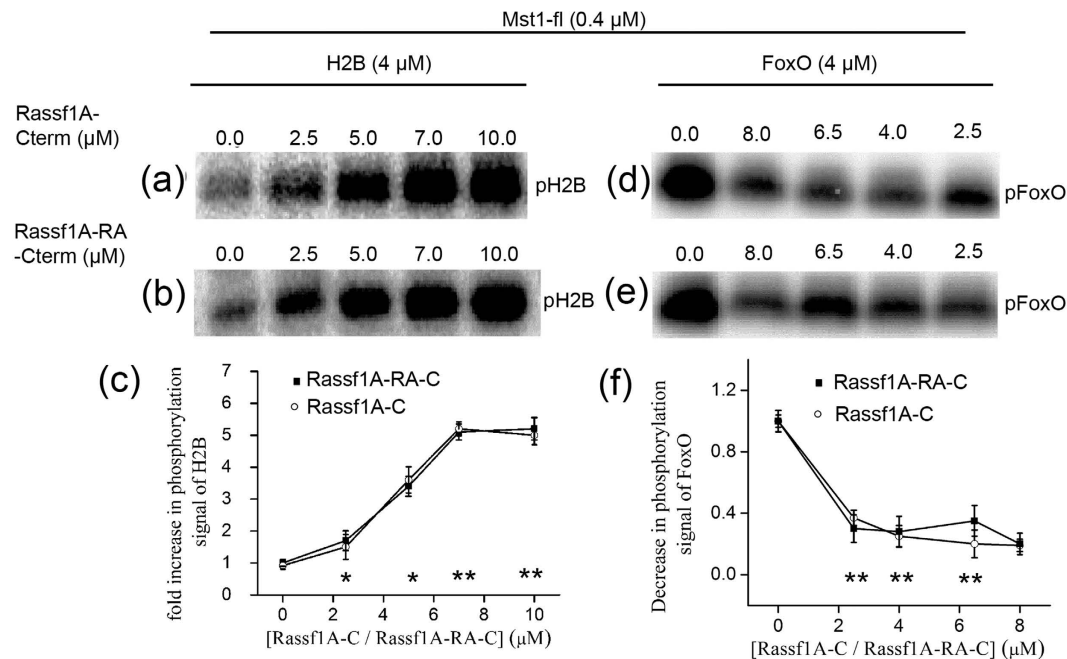 Mst1-fl (0.4 µM)
H2B (4 µM)
FoxO (4 µM)
Rassf1A-
Cterm (µM)
0.0 2.5 5.0 7.0 10.0
0.0 8.0 6.5 4.0 2.5
(a)
pH2B
(d)
pFoxO
Rassf1A-RA
-Cterm (µM)
0.0 2.5 5.0 7.0 10.0
0.0 8.0 6.5 4.0 2.5
(b)
pH2B
(e)
pFoxO
(c)
fold increase in phosphorylation
signal of H2B
7
6
5
4
3
2
1
0
Rassf1A-RA-C
Rassf1A-C
* * ** **
0 2 4 6 8 10
[Rassf1A-C / Rassf1A-RA-C] (µM)
(f)
Decrease in phosphorylation
signal of FoxO
1.2
0.8
0.4
0.0
Rassf1A-RA-C
Rassf1A-C
** ** **
0 2 4 6 8
[Rassf1A-C / Rassf1A-RA-C] (µM)